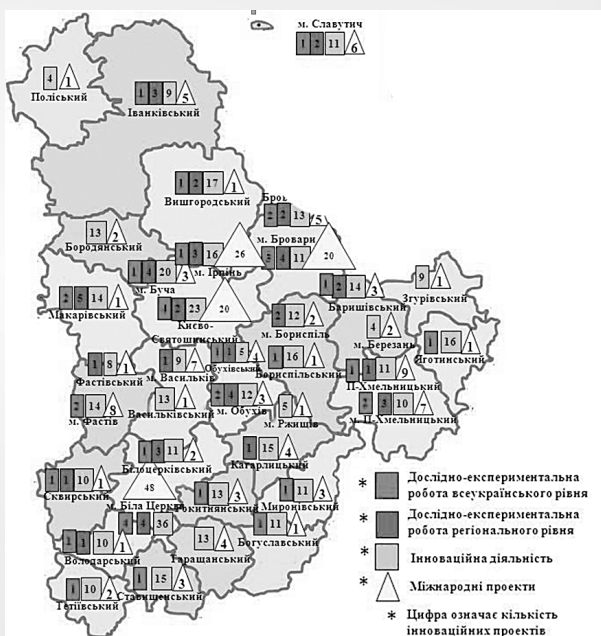 м. Славутич
1 2 11 6
4 1
Поліський
1 3 9 5
Іванківський
1 2 17 1
Вишгородський
Бров
2 2 13 5
м. Бровари
5 4 11 20
13 2
Бородянський
1 3 16 26
м. Ірпінь
1 4 20 3
м. Буча
2 5 14 1
Макарівський
1 2 23 20
Києво-
Святошинський
1 2 14 3
Баришівський
9 1
Згурівський
2 12 2
м. Бориспіль
4 2
м. Березань
1 16 1
Яготинський
1 8 1
Фастівський
1 9 7
м. Васильків
1 1 5 4
Обухівський
1 16 1
Бориспільський
1 1 11 9
П-Хмельницький
2 14 8
м. Фастів
13 1
Васильківський
2 4 12 3
м. Обухів
5 1
м. Ржищів
2 3 10 7
м. П-Хмельницький
1 3 11 2
Білоцерківський
1 15 4
Кагарлицький
1 1 10 1
Сквирський
48
м. Біла Церква
4 4 36
1 13 3
Рокитнянський
1 11 3
Миронівський
1 11 1
Богуславський
1 1 10 1
Володарський
13 4
Таращанський
1 10 2
Тетіївський
1 15 3
Ставищенський
* Дослідно-експериментальна
робота всеукраїнського рівня
* Дослідно-експериментальна
робота регіонального рівня
* Інноваційна діяльність
* Міжнародні проекти
* Цифра означає кількість
інноваційних проектів